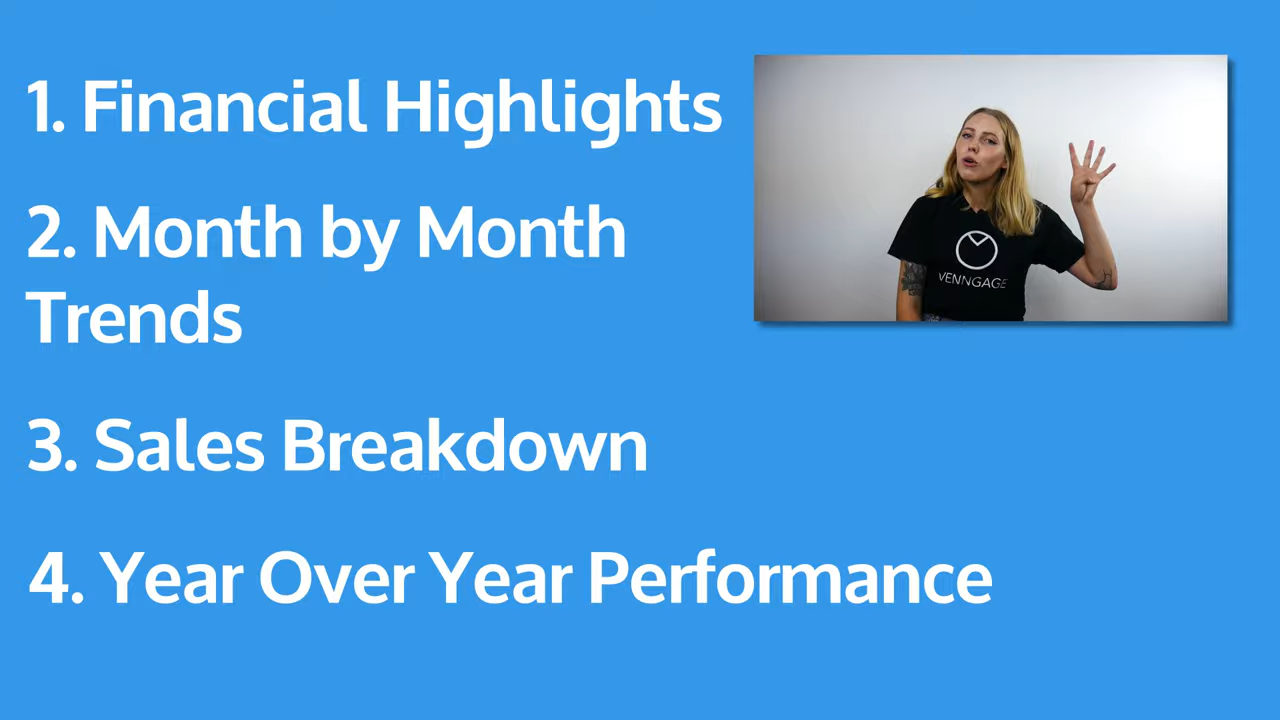 1. Financial Highlights
2. Month by Month
Trends
3. Sales Breakdown
4. Year Over Year Performance
VENNGAGE